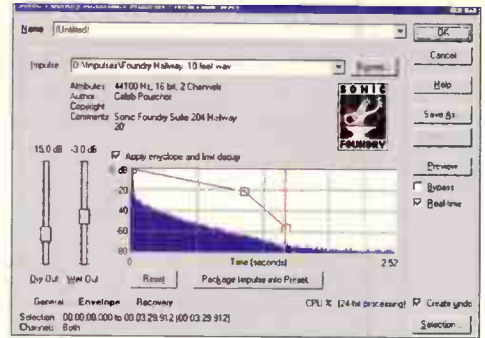 Name [Untitled]
OK
Impulse D:\Impulses\Foundry Hallway 10 feet.wav
Cancel
Attributes 44100 Hz, 16 bit, 2 Channels
Author Caleb Pourchot
Copyright
Comments Sonic Foundry Suite 204 Hallway
20'
SONIC
FOUNDRY
Help
Save As
15.0 dB -3.0 dB
Apply envelope and limit decay
Preview
Bypass
Real-time
dB
-20
-40
-60
-80
0 Time (seconds) 2.52
Dry Out Wet Out
Reset Package Impulse into Preset
General Envelope Recovery
CPU % (24-bit processing)
Create undo
Selection: 00:00:00.000 to 00:03:29.912 (00:03:29.912)
Channels: Both
Selection...